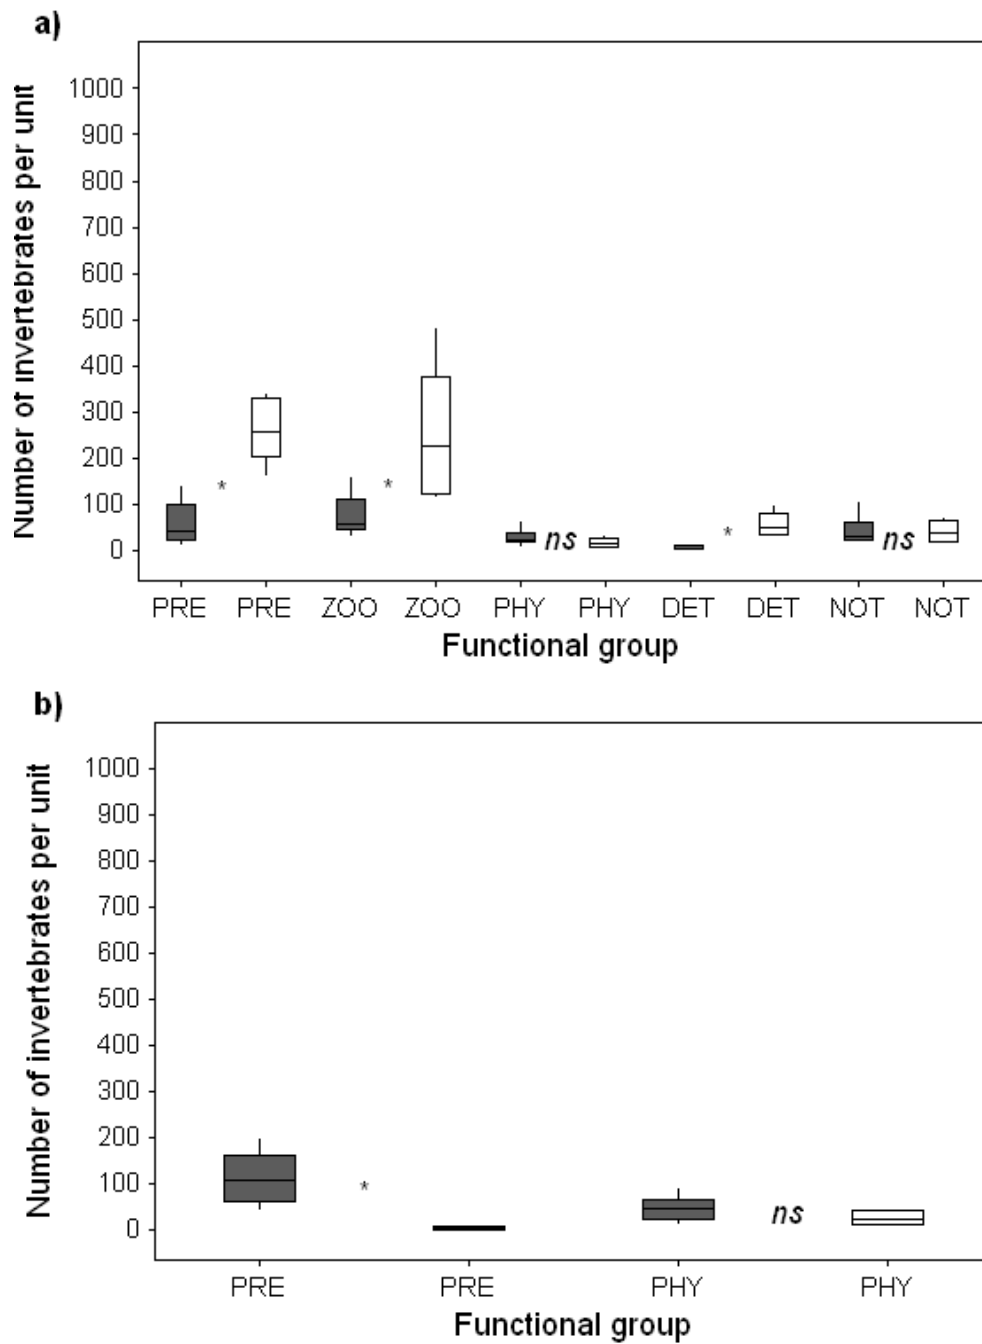 a)
Number of invertebrates per unit
1000
900
800
700
600
500
400
300
200
100
0
* * ns * ns
PRE PRE ZOO ZOO PHY PHY DET DET NOT NOT
Functional group
b)
Number of invertebrates per unit
1000
900
800
700
600
500
400
300
200
100
0
* ns
PRE PRE PHY PHY
Functional group